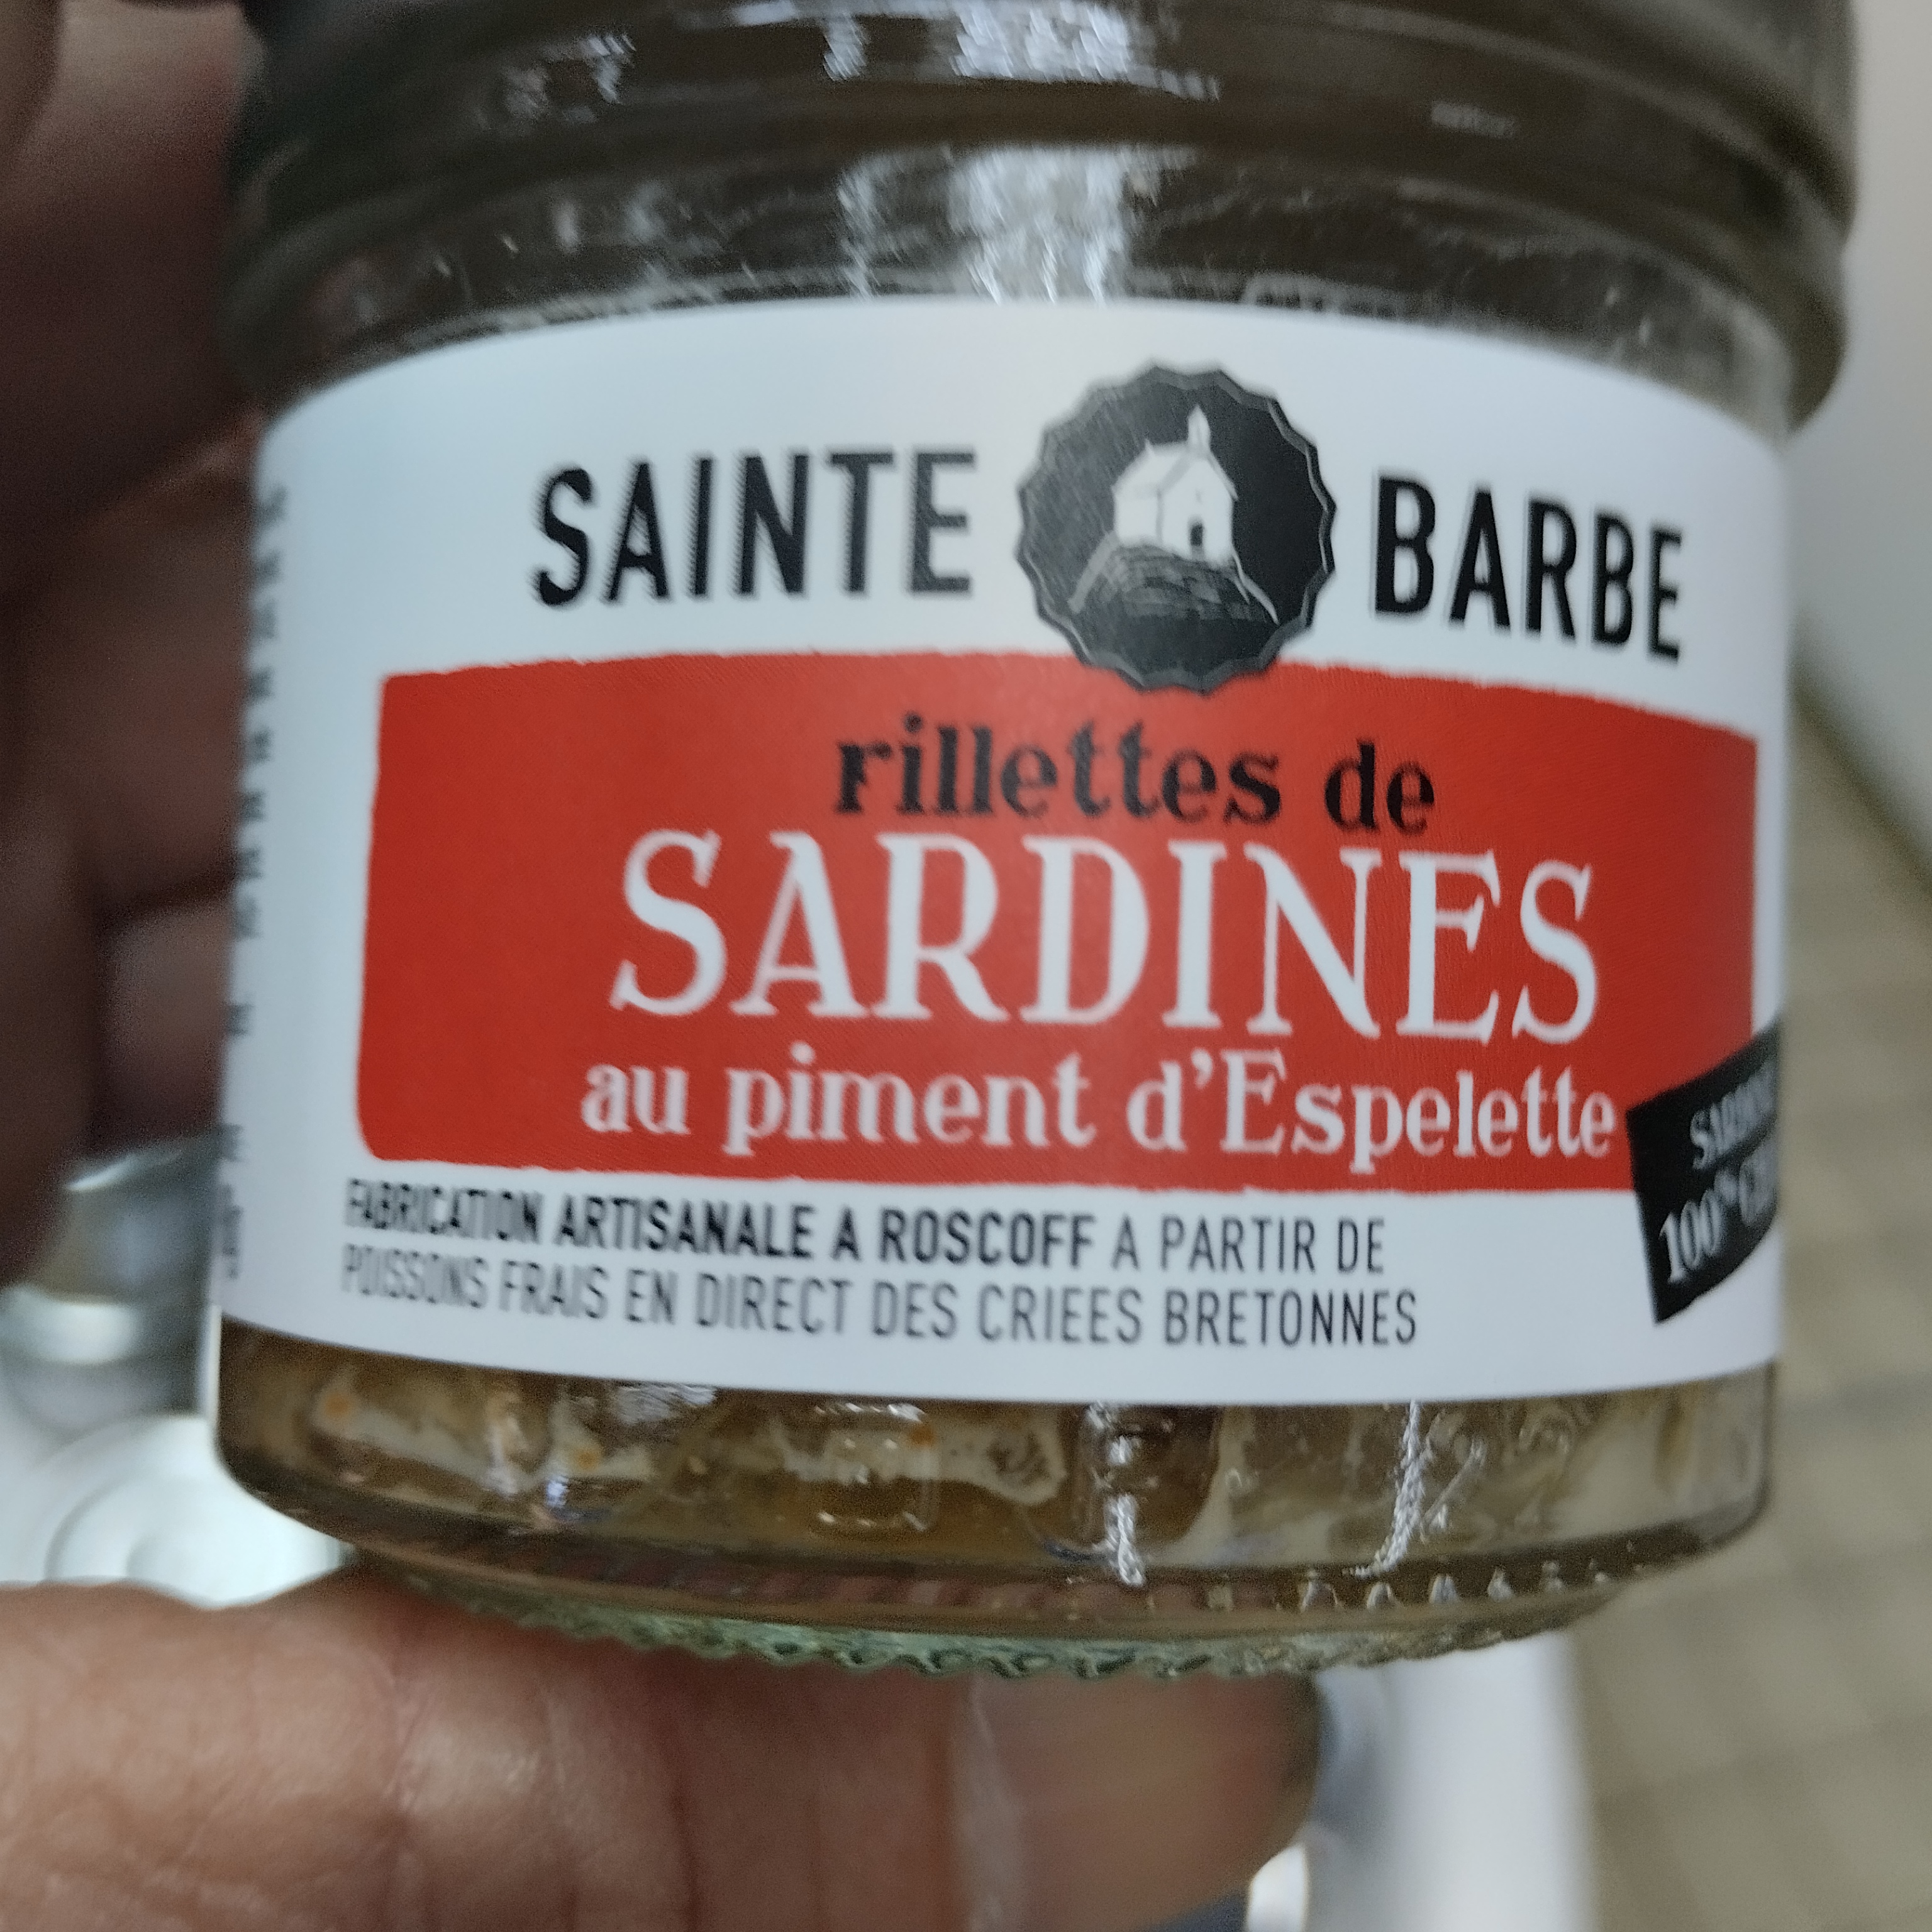 SAINTE BARBE
rillettes de
SARDINES
au piment d'Espelette
100%
FABRICATION ARTISANALE A ROSCOFF A PARTIR DE
POISSONS FRAIS EN DIRECT DES CRIEES BRETONNES